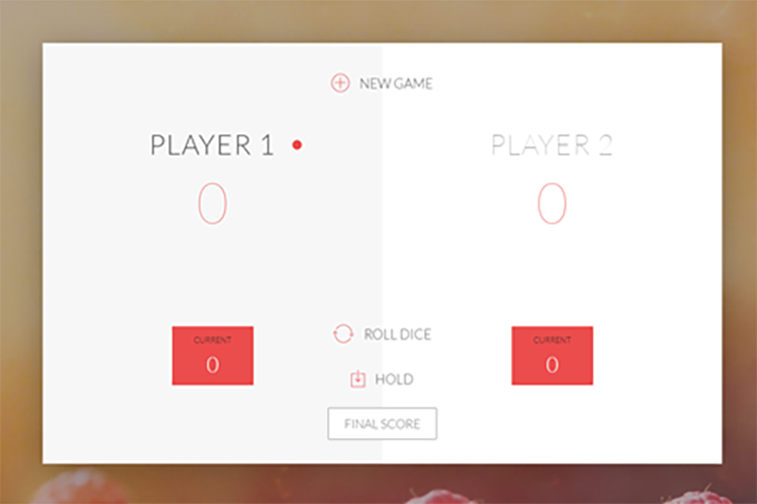 NEW GAME
PLAYER 1
PLAYER 2
0
0
ROLL DICE
CURRENT
0
CURRENT
0
HOLD
FINAL SCORE